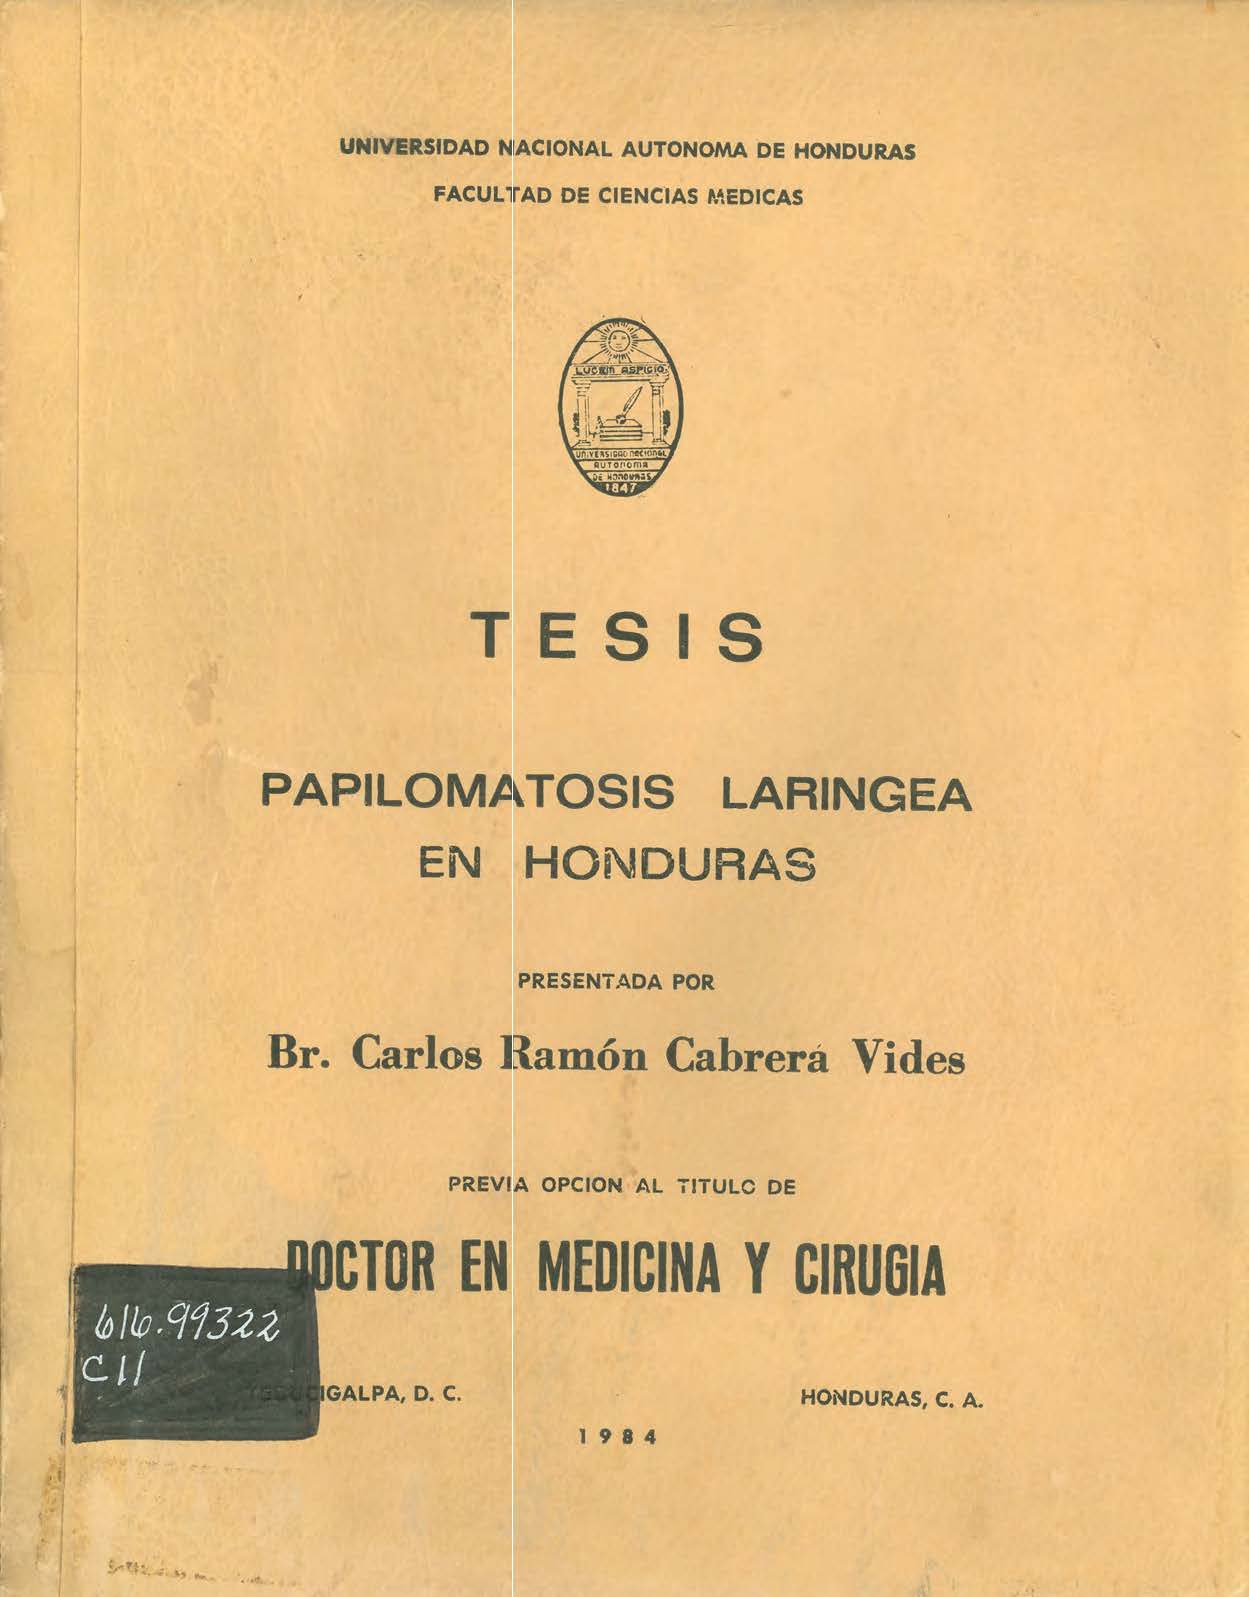 UNIVERSIDAD NACIONAL AUTONOMA DE HONDURAS
FACULTAD DE CIENCIAS MEDICAS
LUCEM ASPICIO
UNIVERSIDAD NACIONAL
AUTONOMA
DE HONDURAS
1847
TESIS
PAPILOMATOSIS LARINGEA
EN HONDURAS
PRESENTADA POR
Br. Carlos Ramón Cabrerá Vides
PREVIA OPCION AL TITULO DE
DOCTOR EN MEDICINA Y CIRUGIA
616.99322
C11
TEGUCIGALPA, D. C. HONDURAS, C. A.
1984